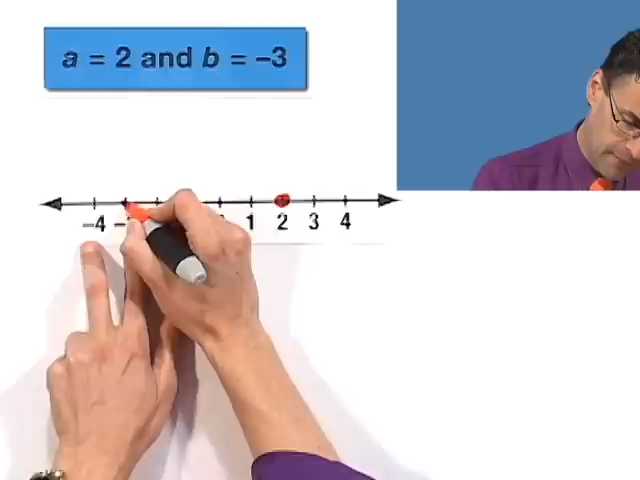 a = 2 and b = –3
–4 – 1 2 3 4